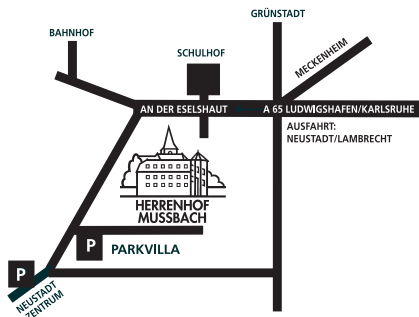 GRÜNSTADT
BAHNHOF
SCHULHOF
MECKENHEIM
AN DER ESELSHAUT
A 65 LUDWIGSHAFEN/KARLSRUHE
AUSFAHRT:
NEUSTADT/LAMBRECHT
HERRENHOF
MUSSBACH
P PARKVILLA
P
NEUSTADT
ZENTRUM